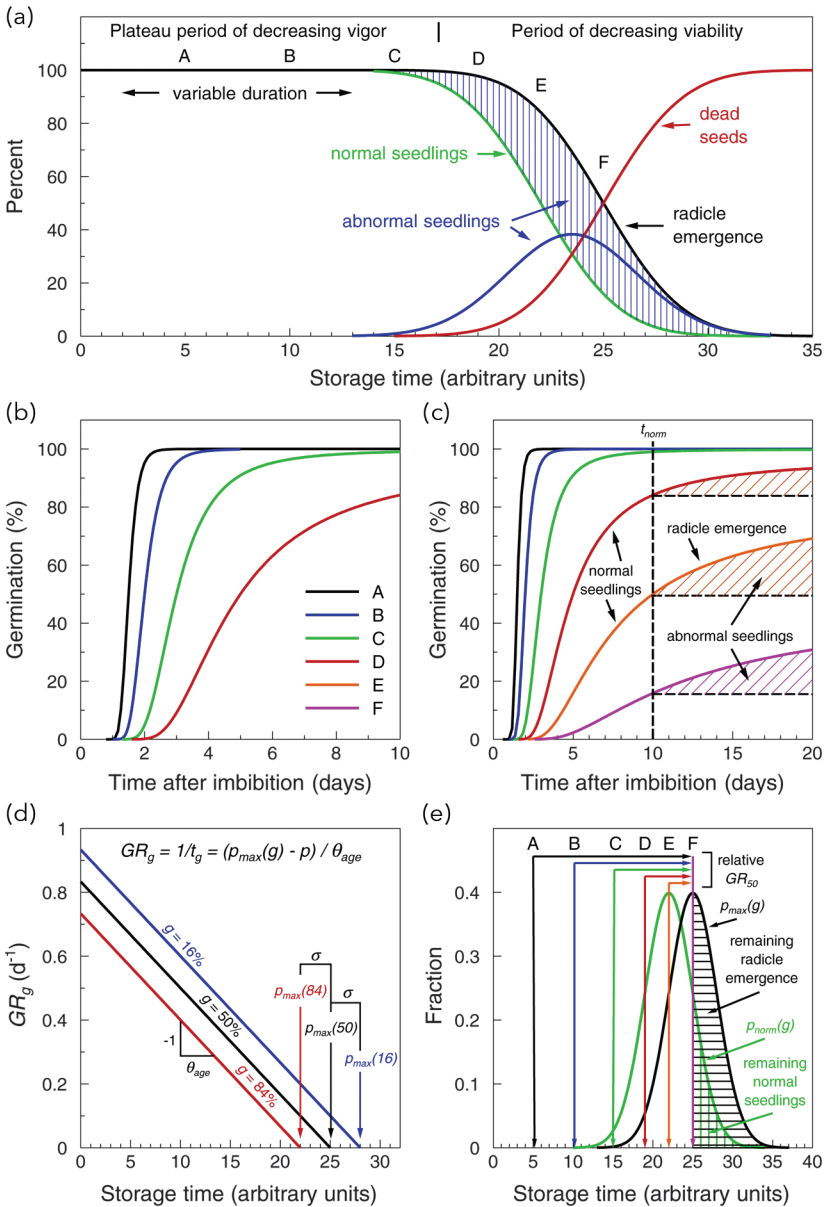 (a)
Plateau period of decreasing vigor | Period of decreasing viability
A B C D E F
variable duration
dead
seeds
normal seedlings
abnormal seedlings
radicle
emergence
Percent
100
80
60
40
20
0
0 5 10 15 20 25 30 35
Storage time (arbitrary units)
(b)
Germination (%)
100
80
60
40
20
0
A
B
C
D
E
F
0 2 4 6 8 10
Time after imbibition (days)
(c)
t_norm
Germination (%)
100
80
60
40
20
0
radicle emergence
normal
seedlings
abnormal seedlings
0 5 10 15 20
Time after imbibition (days)
(d)
GR_g = 1/t_g = (p_max(g) - p) / θ_age
GR_g (d⁻¹)
1
0.8
0.6
0.4
0.2
0
g = 16%
g = 50%
g = 84%
σ
σ
p_max(84)
p_max(50)
p_max(16)
-1
θ_age
0 5 10 15 20 25 30
Storage time (arbitrary units)
(e)
A B C D E F
relative
GR_50
p_max(g)
remaining
radicle
emergence
p_norm(g)
remaining
normal
seedlings
Fraction
0.4
0.3
0.2
0.1
0
0 5 10 15 20 25 30 35 40
Storage time (arbitrary units)